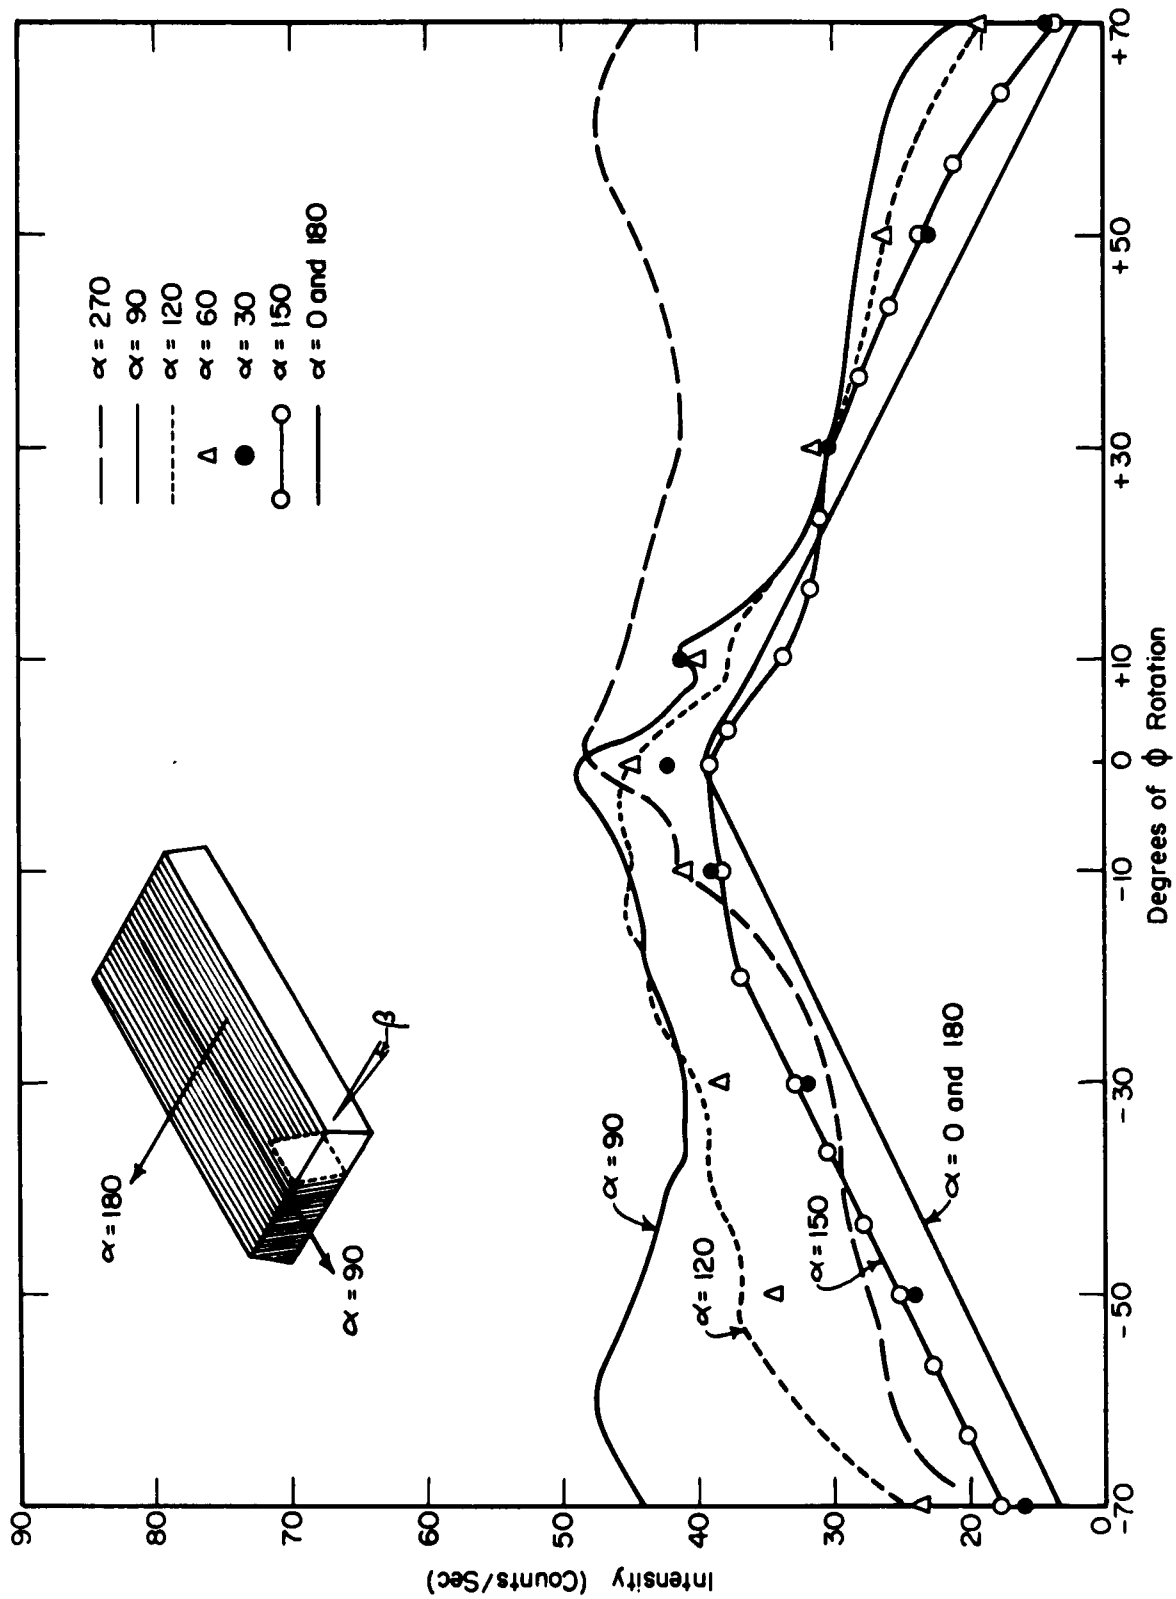 90
80
70
60
50
40
30
20
0
Intensity (Counts/Sec)
-70
-50
-30
-10
0
+10
+30
+50
+70
Degrees of ϕ Rotation
α = 270
α = 90
α = 120
α = 60
α = 30
α = 150
α = 0 and 180
α = 180
α = 90
β
α = 90
α = 120
α = 150
α = 0 and 180